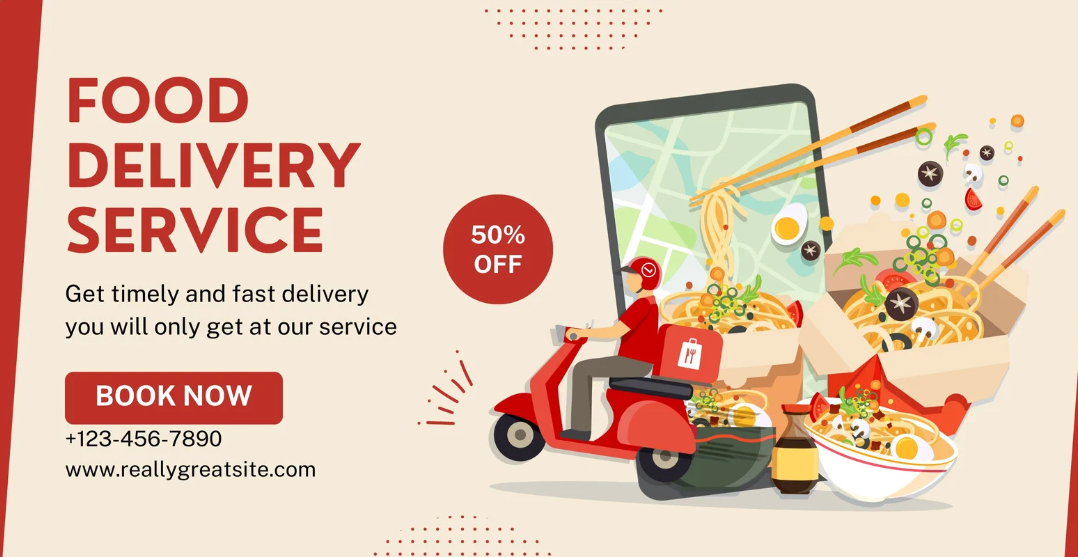 FOOD
DELIVERY
SERVICE
Get timely and fast delivery
you will only get at our service
BOOK NOW
+123-456-7890
www.reallygreatsite.com
50%
OFF